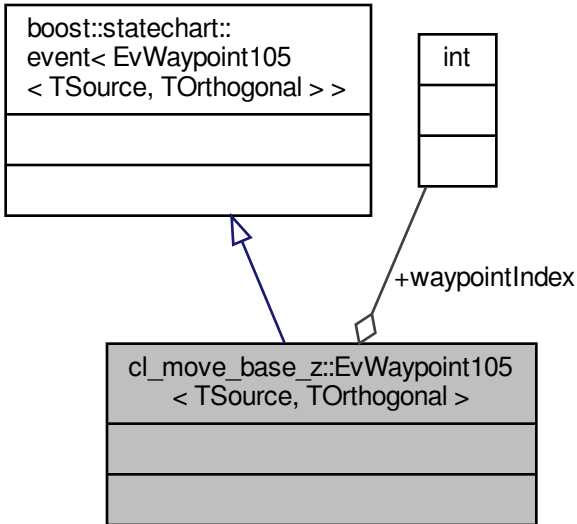 boost::statechart::
event< EvWaypoint105
< TSource, TOrthogonal > >
int
+waypointIndex
cl_move_base_z::EvWaypoint105
< TSource, TOrthogonal >